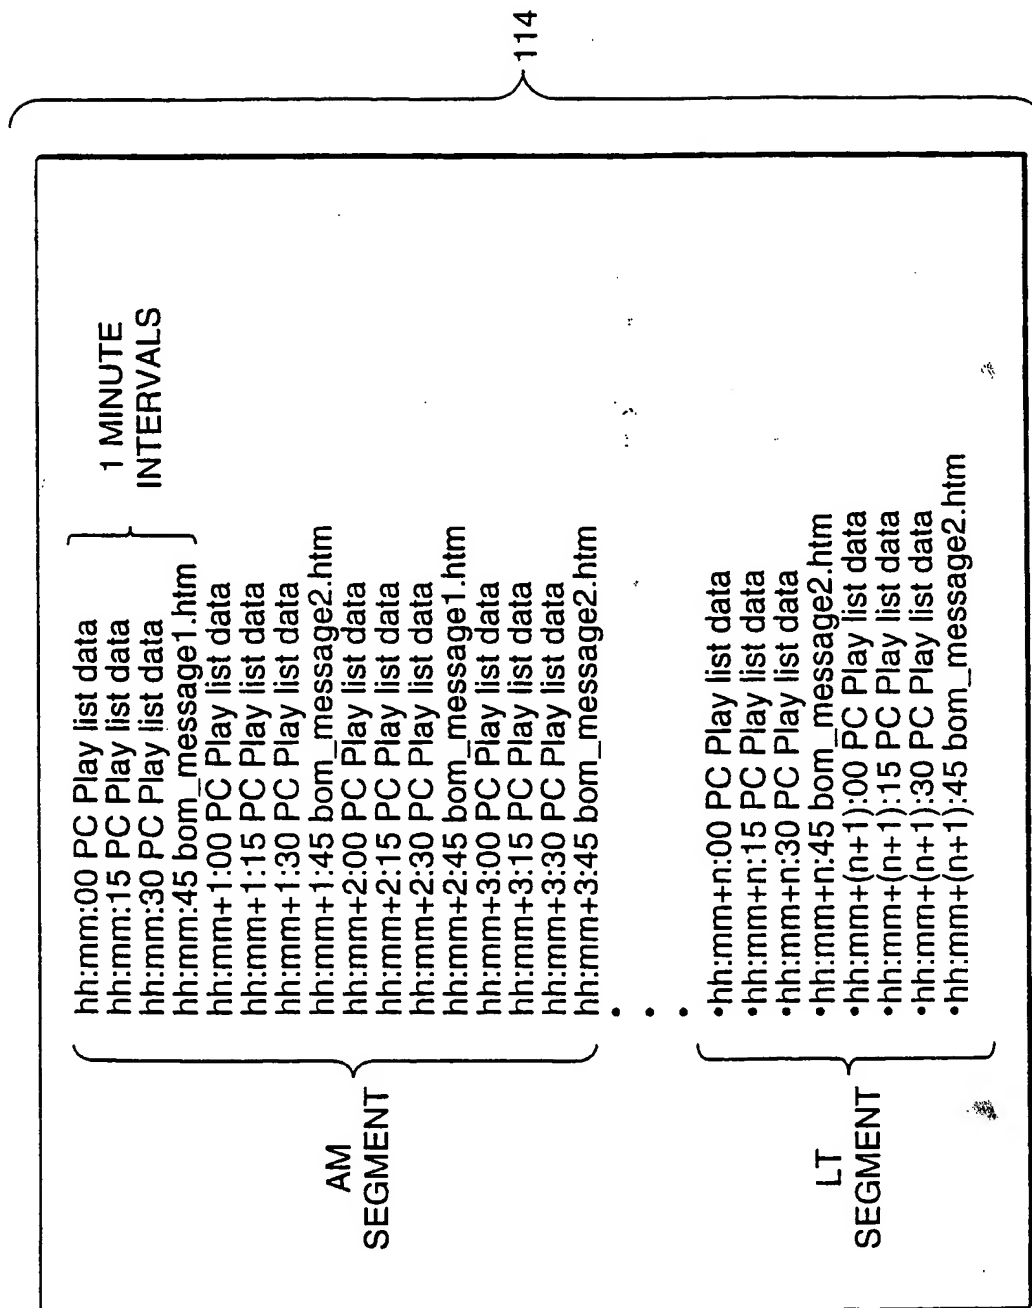 hh:mm:00 PC Play list data
hh:mm:15 PC Play list data
hh:mm:30 PC Play list data
hh:mm:45 bom_message1.htm
1 MINUTE
INTERVALS
hh:mm+1:00 PC Play list data
hh:mm+1:15 PC Play list data
hh:mm+1:30 PC Play list data
hh:mm+1:45 bom_message2.htm
hh:mm+2:00 PC Play list data
hh:mm+2:15 PC Play list data
hh:mm+2:30 PC Play list data
hh:mm+2:45 bom_message1.htm
hh:mm+3:00 PC Play list data
hh:mm+3:15 PC Play list data
hh:mm+3:30 PC Play list data
hh:mm+3:45 bom_message2.htm
AM
SEGMENT
•
•
•
•hh:mm+n:00 PC Play list data
•hh:mm+n:15 PC Play list data
•hh:mm+n:30 PC Play list data
•hh:mm+n:45 bom_message2.htm
•hh:mm+(n+1):00 PC Play list data
•hh:mm+(n+1):15 PC Play list data
•hh:mm+(n+1):30 PC Play list data
•hh:mm+(n+1):45 bom_message2.htm
LT
SEGMENT
114